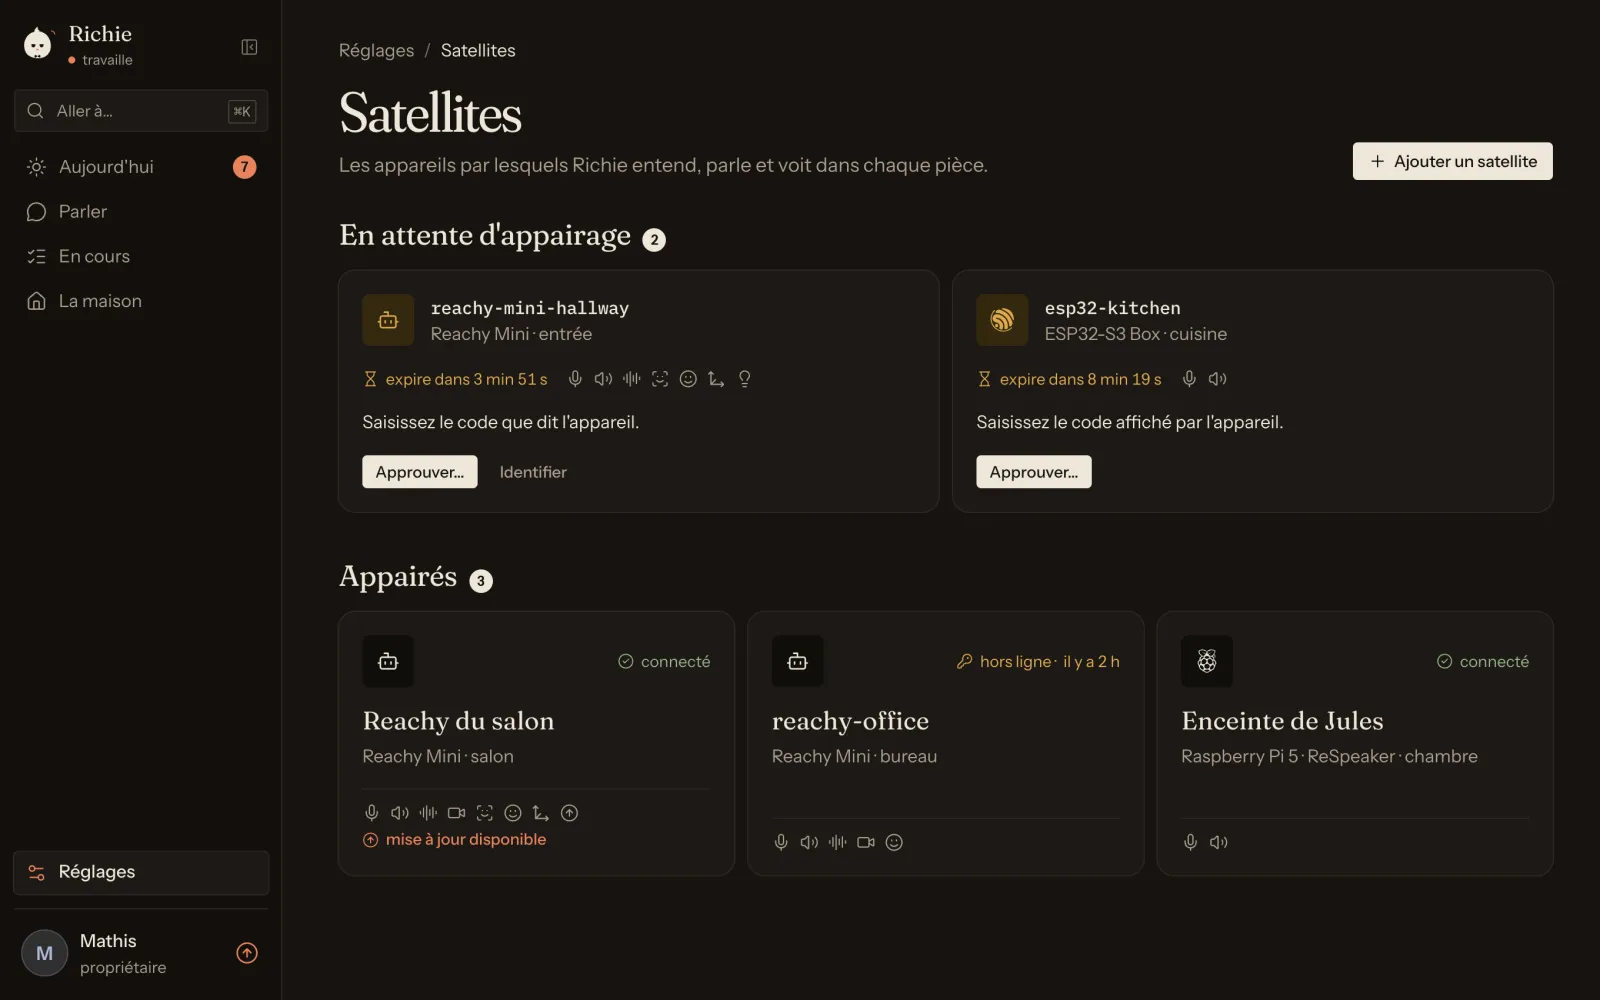 Richie
travaille
Aller à...
⌘K
Aujourd'hui
7
Parler
En cours
La maison
Réglages
M
Mathis
propriétaire
Réglages / Satellites
Satellites
Les appareils par lesquels Richie entend, parle et voit dans chaque pièce.
+ Ajouter un satellite
En attente d'appairage 2
reachy-mini-hallway
Reachy Mini · entrée
expire dans 3 min 51 s
Saisissez le code que dit l'appareil.
Approuver... Identifier
esp32-kitchen
ESP32-S3 Box · cuisine
expire dans 8 min 19 s
Saisissez le code affiché par l'appareil.
Approuver...
Appairés 3
connecté
Reachy du salon
Reachy Mini · salon
mise à jour disponible
hors ligne · il y a 2 h
reachy-office
Reachy Mini · bureau
connecté
Enceinte de Jules
Raspberry Pi 5 · ReSpeaker · chambre